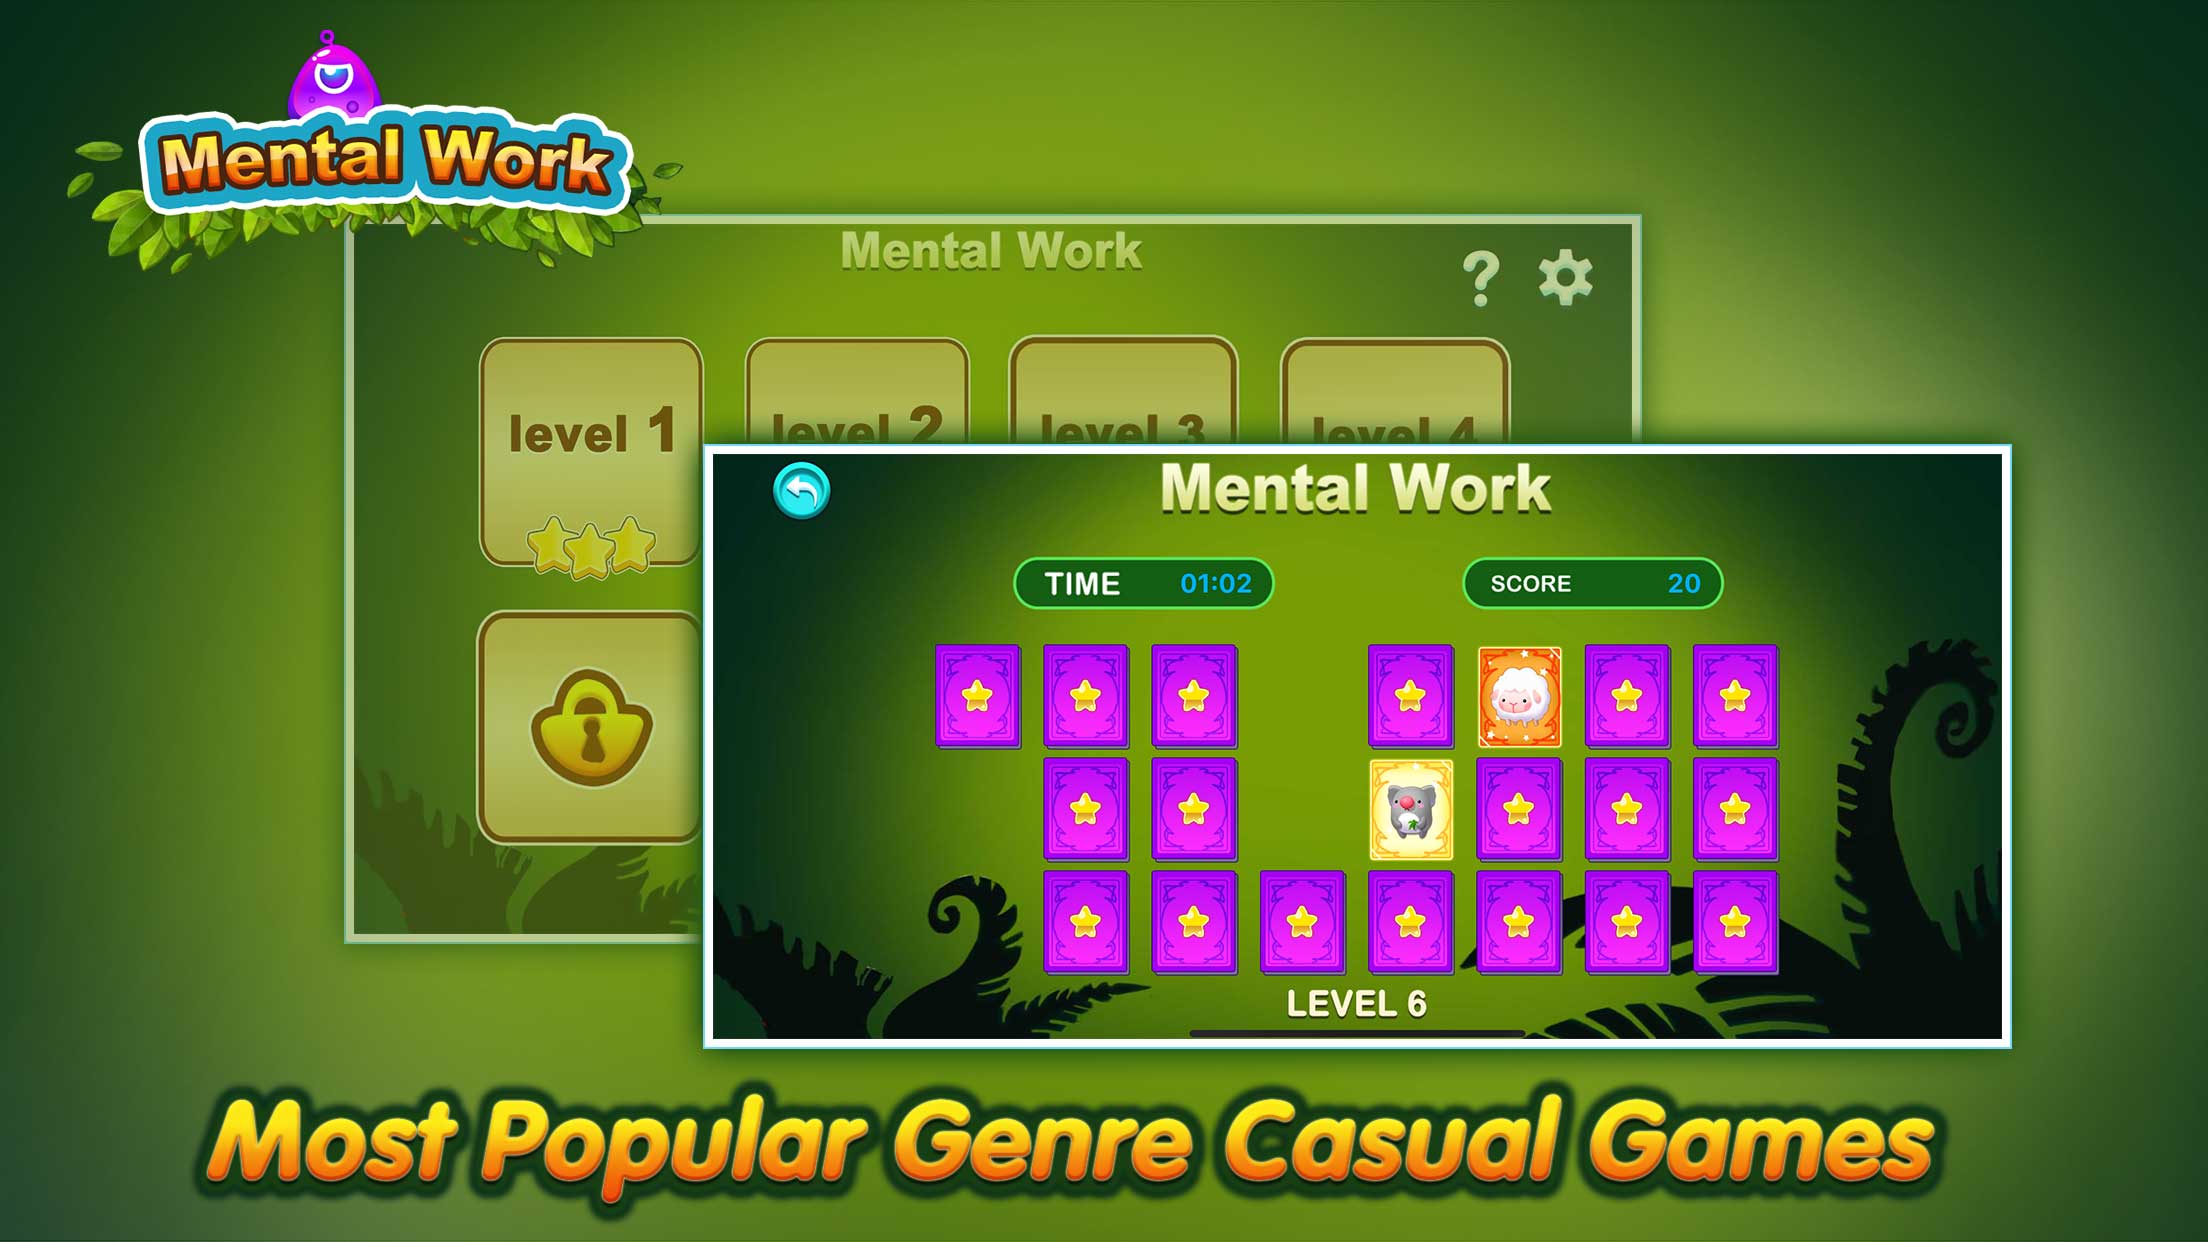 Mental Work
Mental Work
?
level 1
level 2
level 3
level 4
Mental Work
TIME 01:02
SCORE 20
LEVEL 6
Most Popular Genre Casual Games